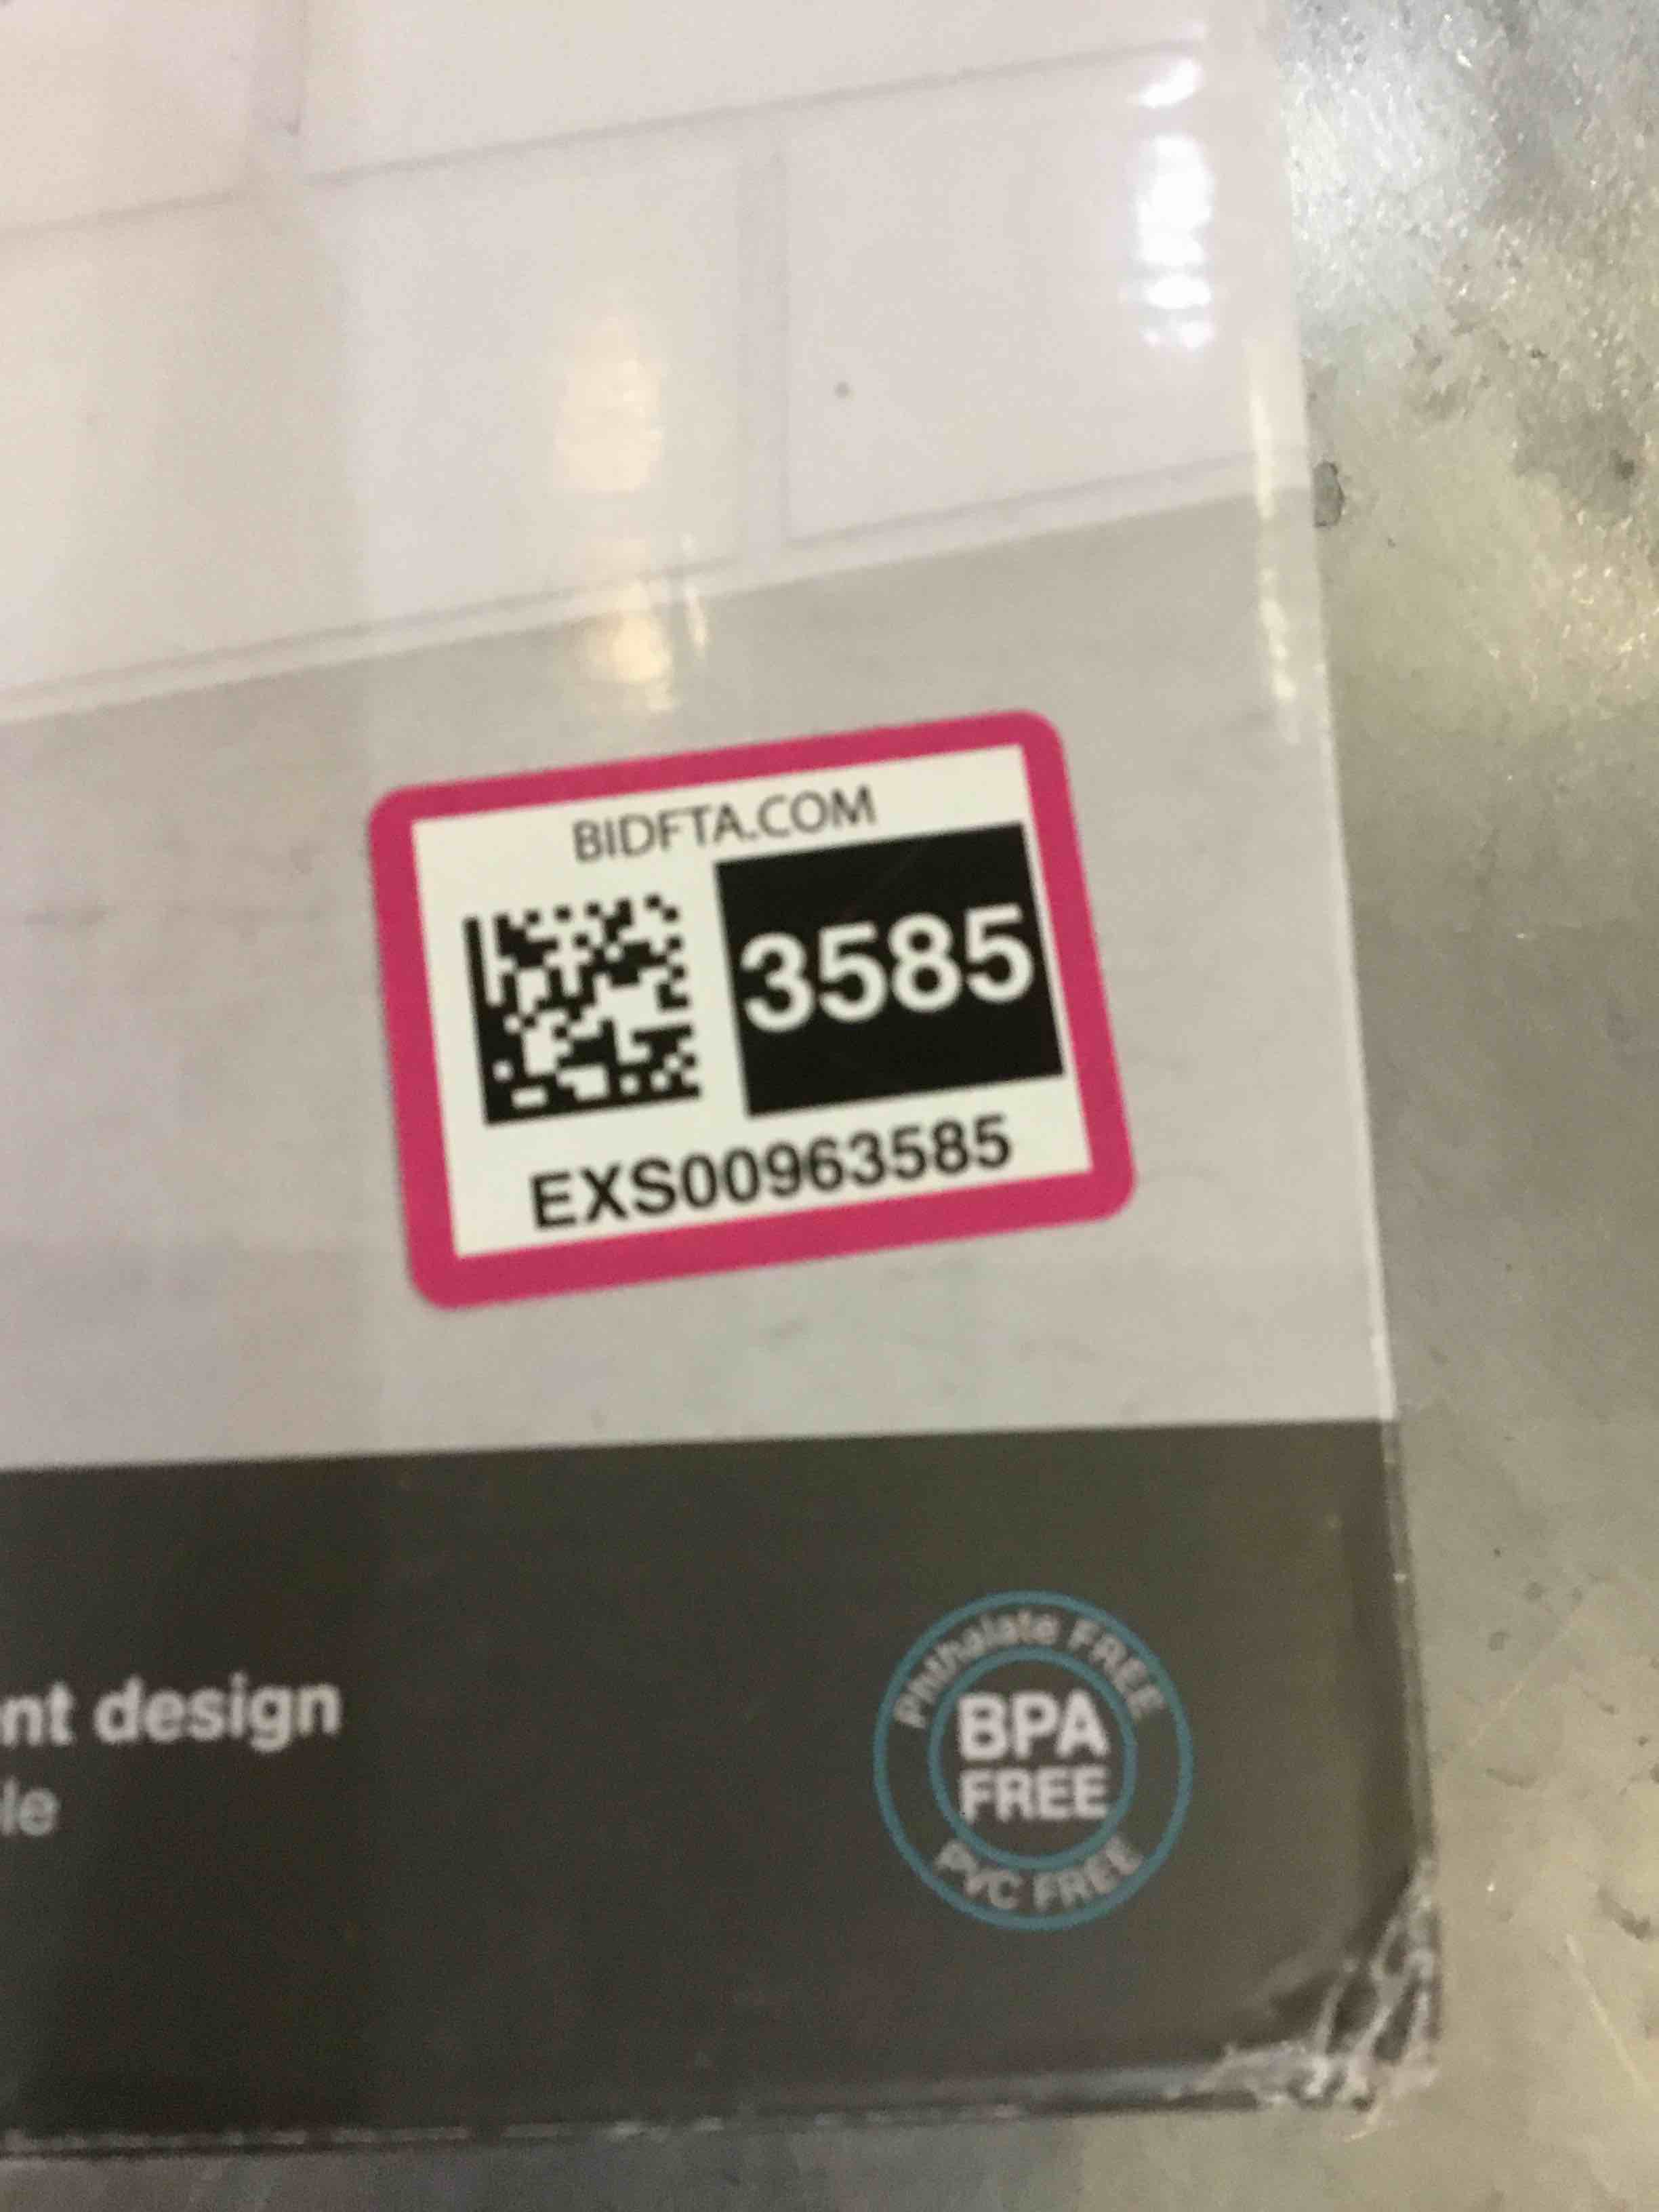 BIDFTA.COM
3585
EXS00963585
nt design
le
Phthalate FREE
BPA
FREE
PVC FREE